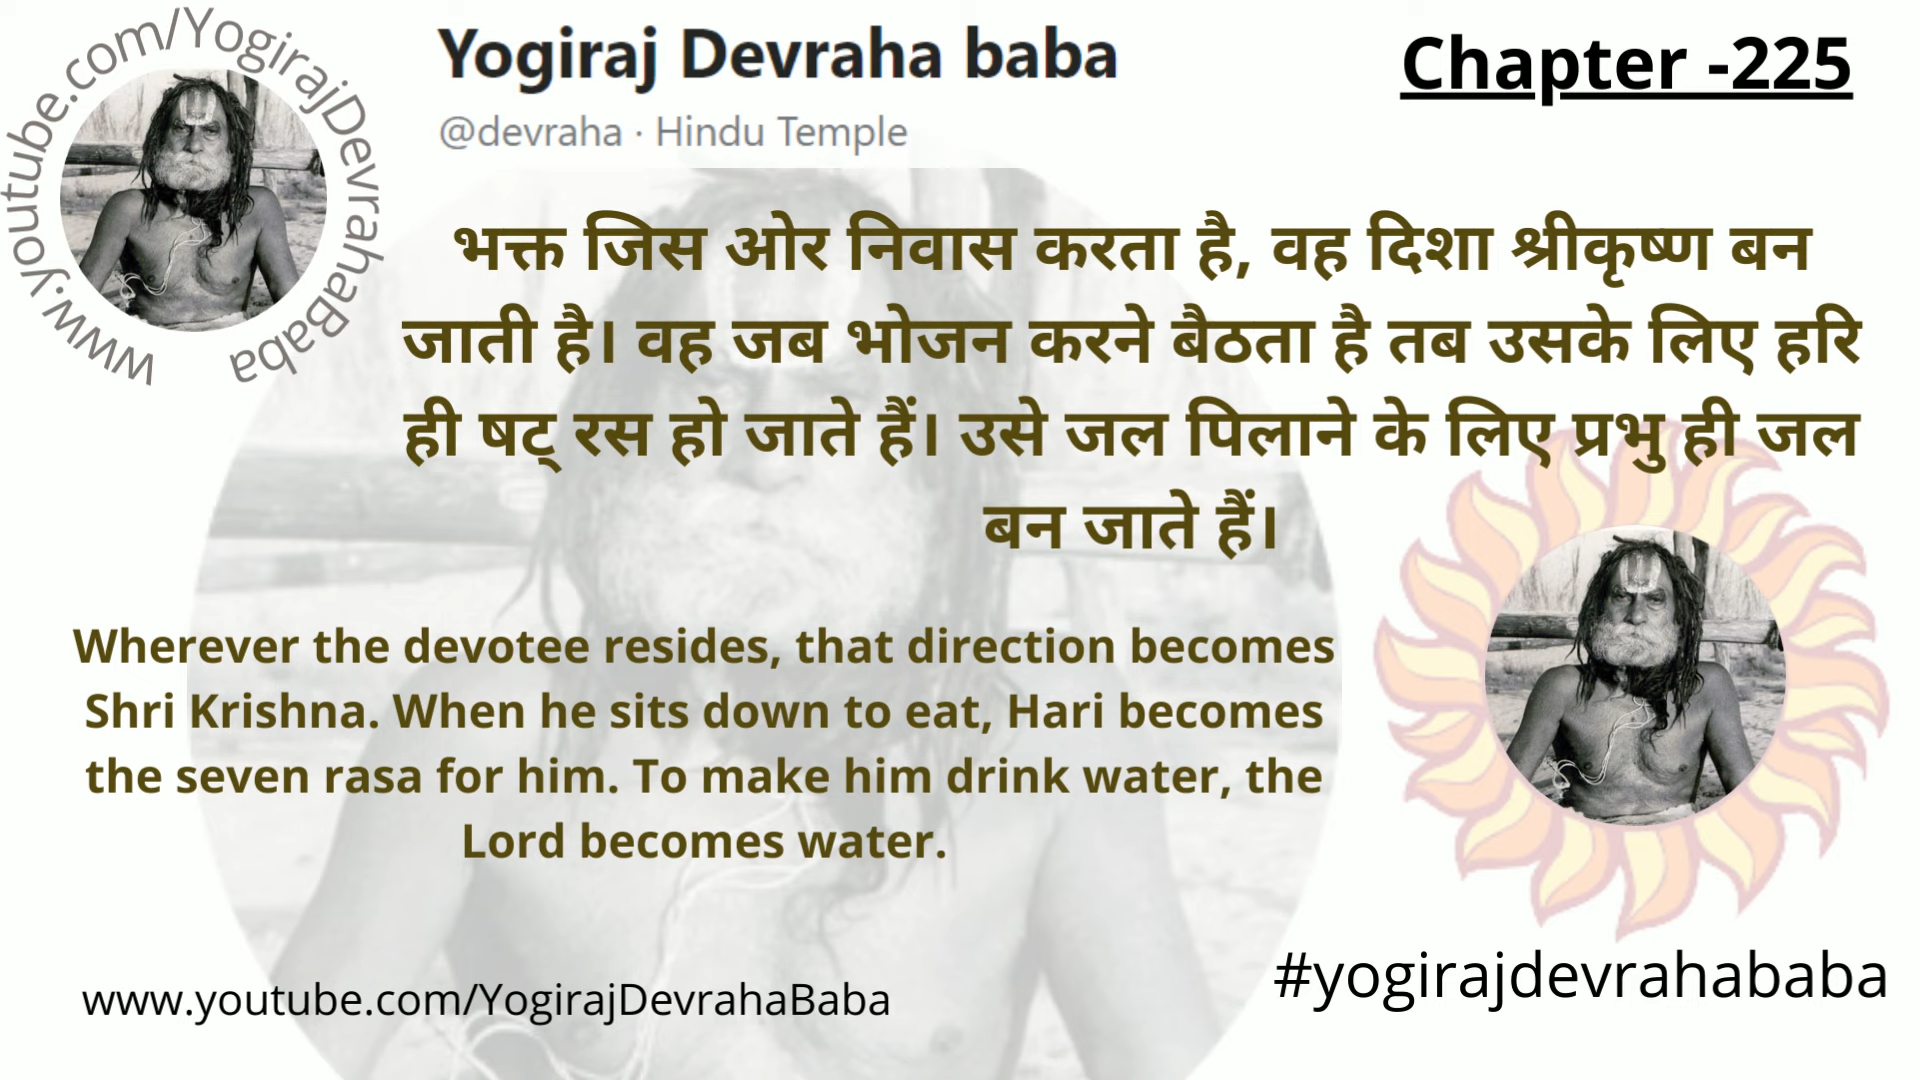 www.youtube.com/YogirajDevrahaBaba
Yogiraj Devraha baba
@devraha · Hindu Temple
Chapter -225
भक्त जिस ओर निवास करता है, वह दिशा श्रीकृष्ण बन
जाती है। वह जब भोजन करने बैठता है तब उसके लिए हरि
ही षट् रस हो जाते हैं। उसे जल पिलाने के लिए प्रभु ही जल
बन जाते हैं।
Wherever the devotee resides, that direction becomes
Shri Krishna. When he sits down to eat, Hari becomes
the seven rasa for him. To make him drink water, the
Lord becomes water.
www.youtube.com/YogirajDevrahaBaba
#yogirajdevrahababa